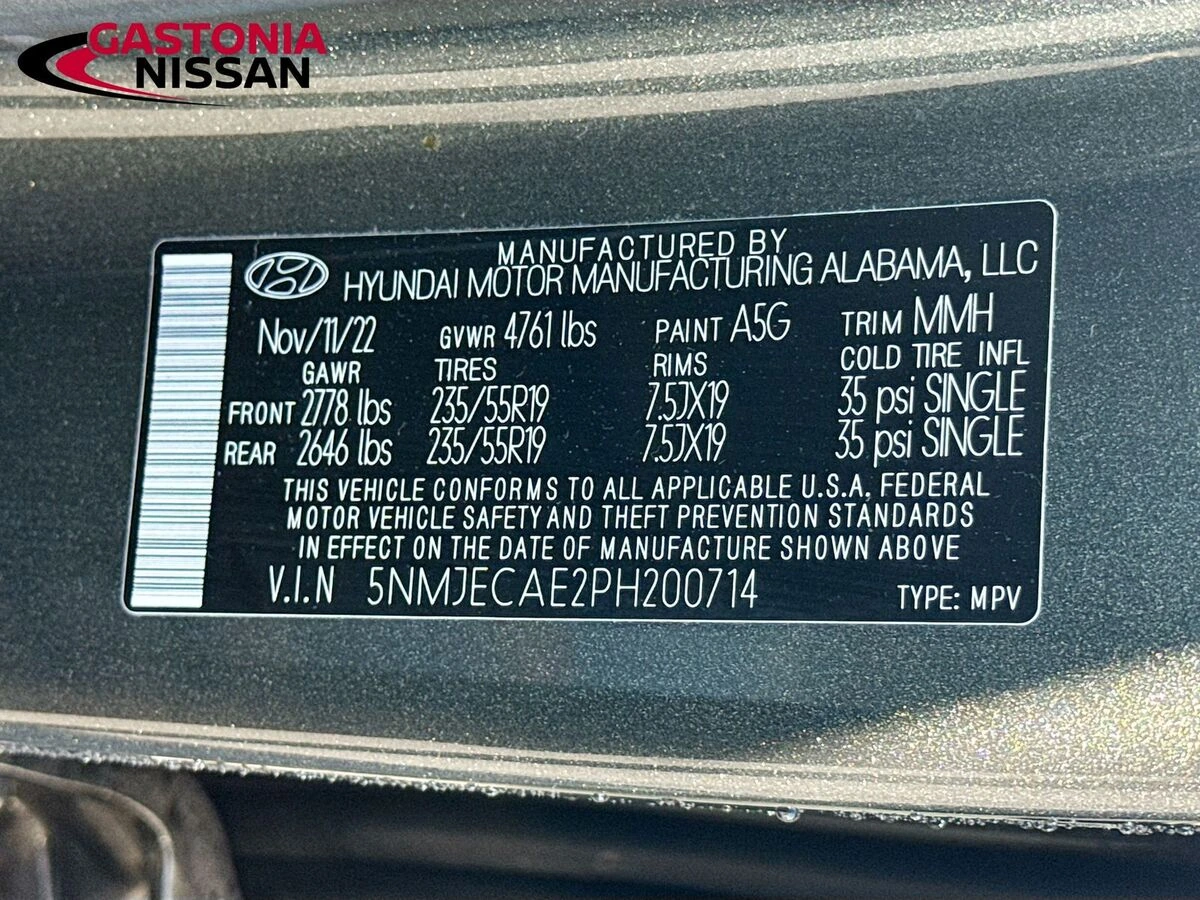 GASTONIA
NISSAN
MANUFACTURED BY
HYUNDAI MOTOR MANUFACTURING ALABAMA, LLC
Nov/11/22 GVWR 4761 lbs PAINT A5G TRIM MMH
GAWR TIRES RIMS COLD TIRE INFL
FRONT 2778 lbs 235/55R19 7.5JX19 35 psi SINGLE
REAR 2646 lbs 235/55R19 7.5JX19 35 psi SINGLE
THIS VEHICLE CONFORMS TO ALL APPLICABLE U.S.A. FEDERAL
MOTOR VEHICLE SAFETY AND THEFT PREVENTION STANDARDS
IN EFFECT ON THE DATE OF MANUFACTURE SHOWN ABOVE
V.I.N 5NMJECAE2PH200714 TYPE: MPV